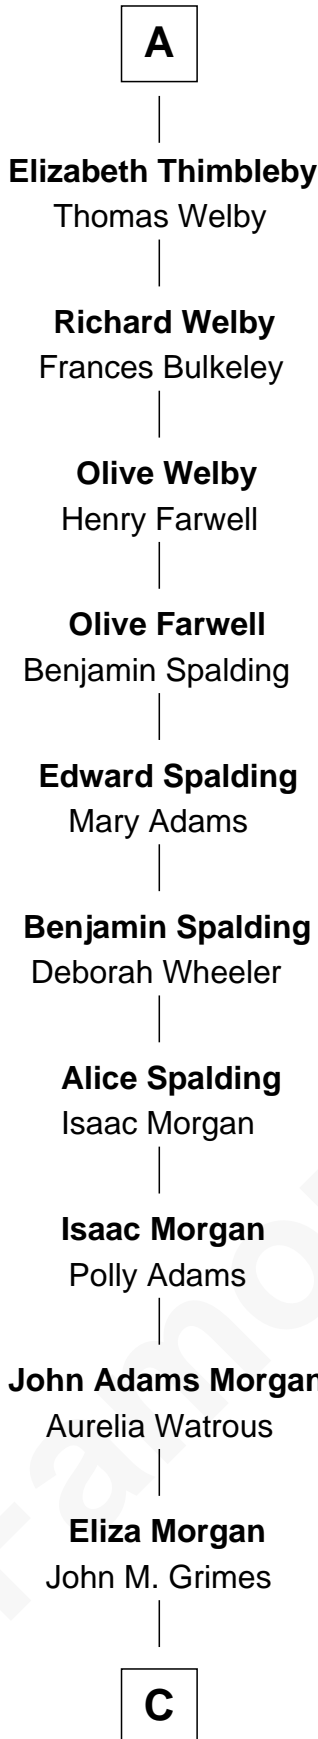 A
Elizabeth Thimbleby
Thomas Welby
Richard Welby
Frances Bulkeley
Olive Welby
Henry Farwell
Olive Farwell
Benjamin Spalding
Edward Spalding
Mary Adams
Benjamin Spalding
Deborah Wheeler
Alice Spalding
Isaac Morgan
Isaac Morgan
Polly Adams
John Adams Morgan
Aurelia Watrous
Eliza Morgan
John M. Grimes
C